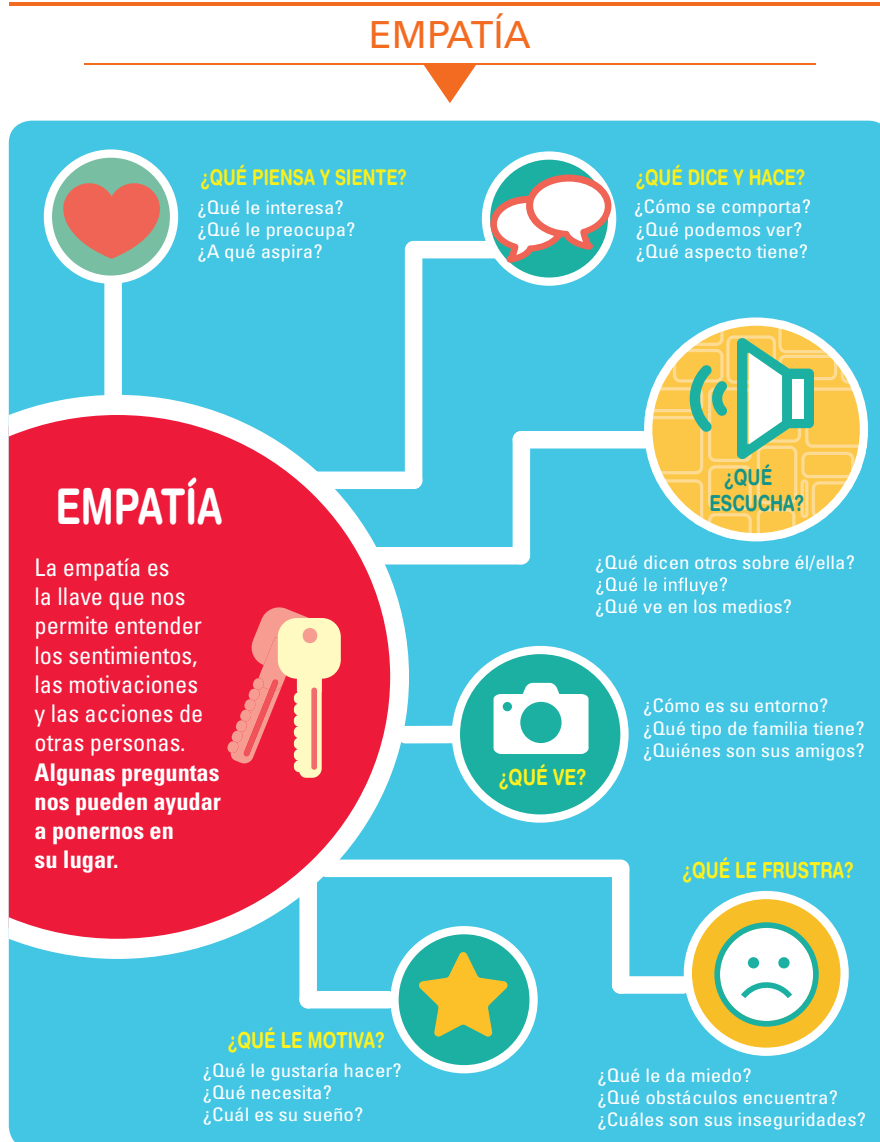 EMPATÍA
¿QUÉ PIENSA Y SIENTE?
¿Qué le interesa?
¿Qué le preocupa?
¿A qué aspira?
¿QUÉ DICE Y HACE?
¿Cómo se comporta?
¿Qué podemos ver?
¿Qué aspecto tiene?
¿QUÉ
ESCUCHA?
¿Qué dicen otros sobre él/ella?
¿Qué le influye?
¿Qué ve en los medios?
EMPATÍA
La empatía es
la llave que nos
permite entender
los sentimientos,
las motivaciones
y las acciones de
otras personas.
Algunas preguntas
nos pueden ayudar
a ponernos en
su lugar.
¿QUÉ VE?
¿Cómo es su entorno?
¿Qué tipo de familia tiene?
¿Quiénes son sus amigos?
¿QUÉ LE FRUSTRA?
¿Qué le da miedo?
¿Qué obstáculos encuentra?
¿Cuáles son sus inseguridades?
¿QUÉ LE MOTIVA?
¿Qué le gustaría hacer?
¿Qué necesita?
¿Cuál es su sueño?